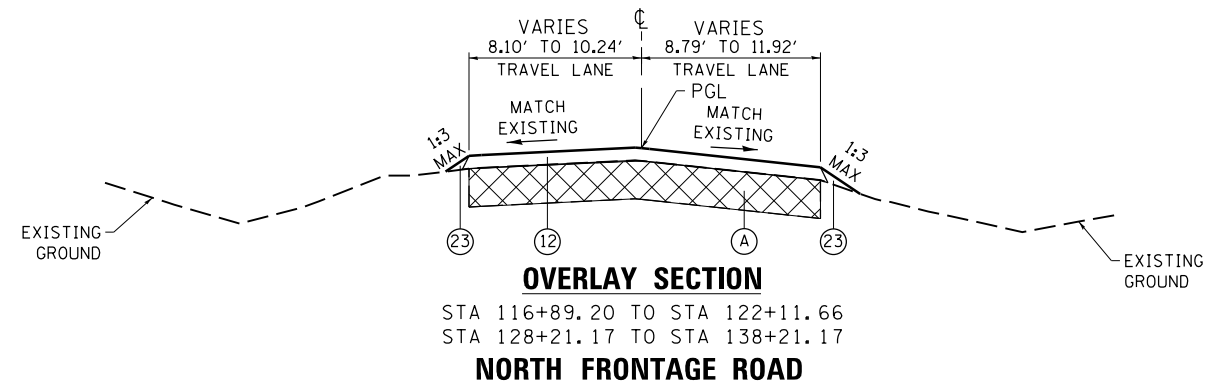 ℄
VARIES
8.10' TO 10.24'
TRAVEL LANE
VARIES
8.79' TO 11.92'
TRAVEL LANE
PGL
MATCH
EXISTING
MATCH
EXISTING
1:3
MAX
1:3
MAX
EXISTING
GROUND
23
12
A
23
EXISTING
GROUND
OVERLAY SECTION
STA 116+89.20 TO STA 122+11.66
STA 128+21.17 TO STA 138+21.17
NORTH FRONTAGE ROAD